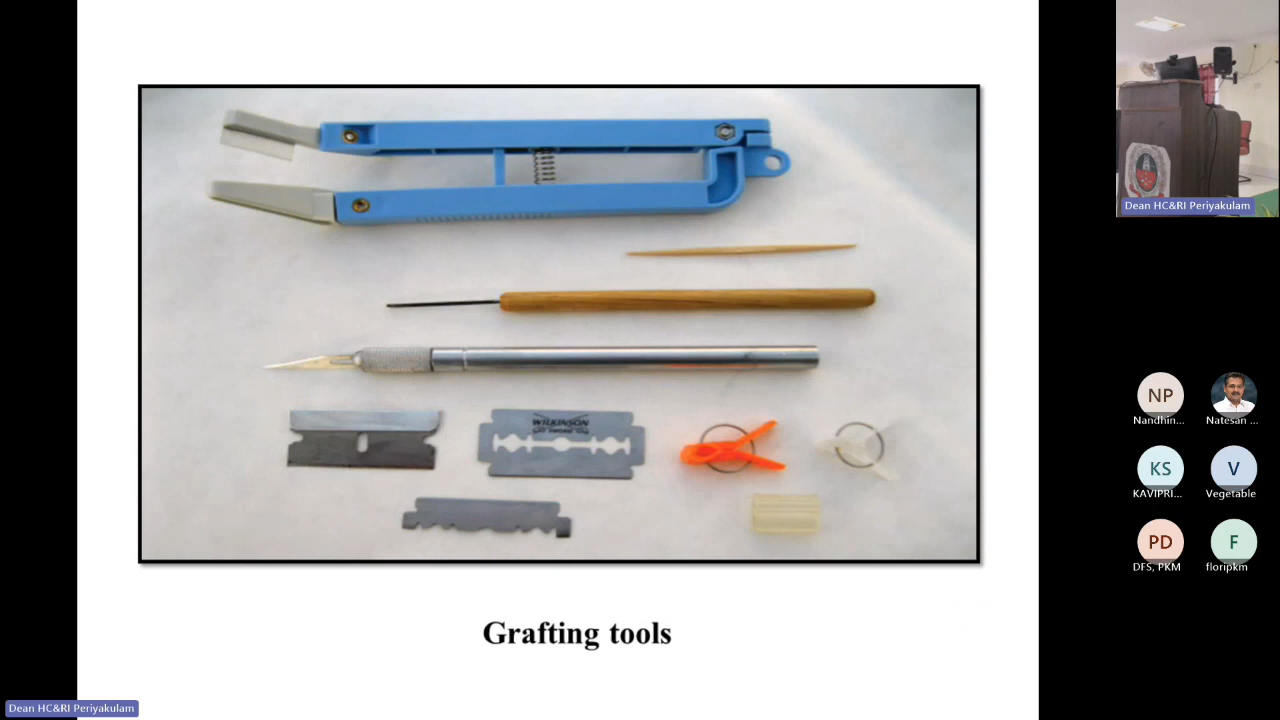 WILKINSON
SWORD
Grafting tools
Dean HC&RI Periyakulam
NP
Nandhin...
Natesan ...
KS
KAVIPRI...
V
Vegetable
PD
DFS, PKM
F
floripkm
Dean HC&RI Periyakulam